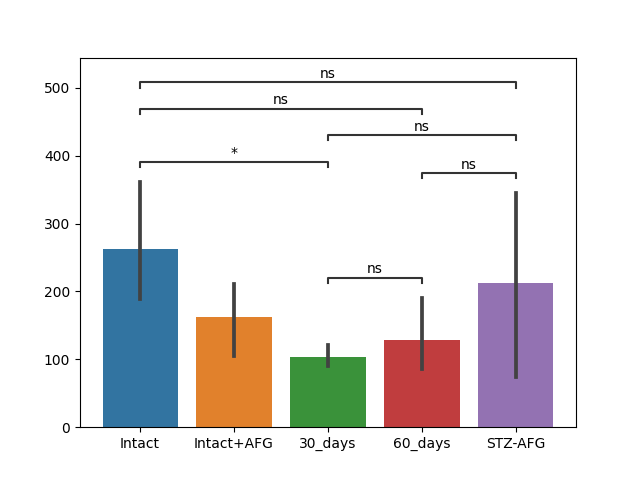 500
400
300
200
100
0
ns
ns
ns
*
ns
ns
Intact
Intact+AFG
30_days
60_days
STZ-AFG